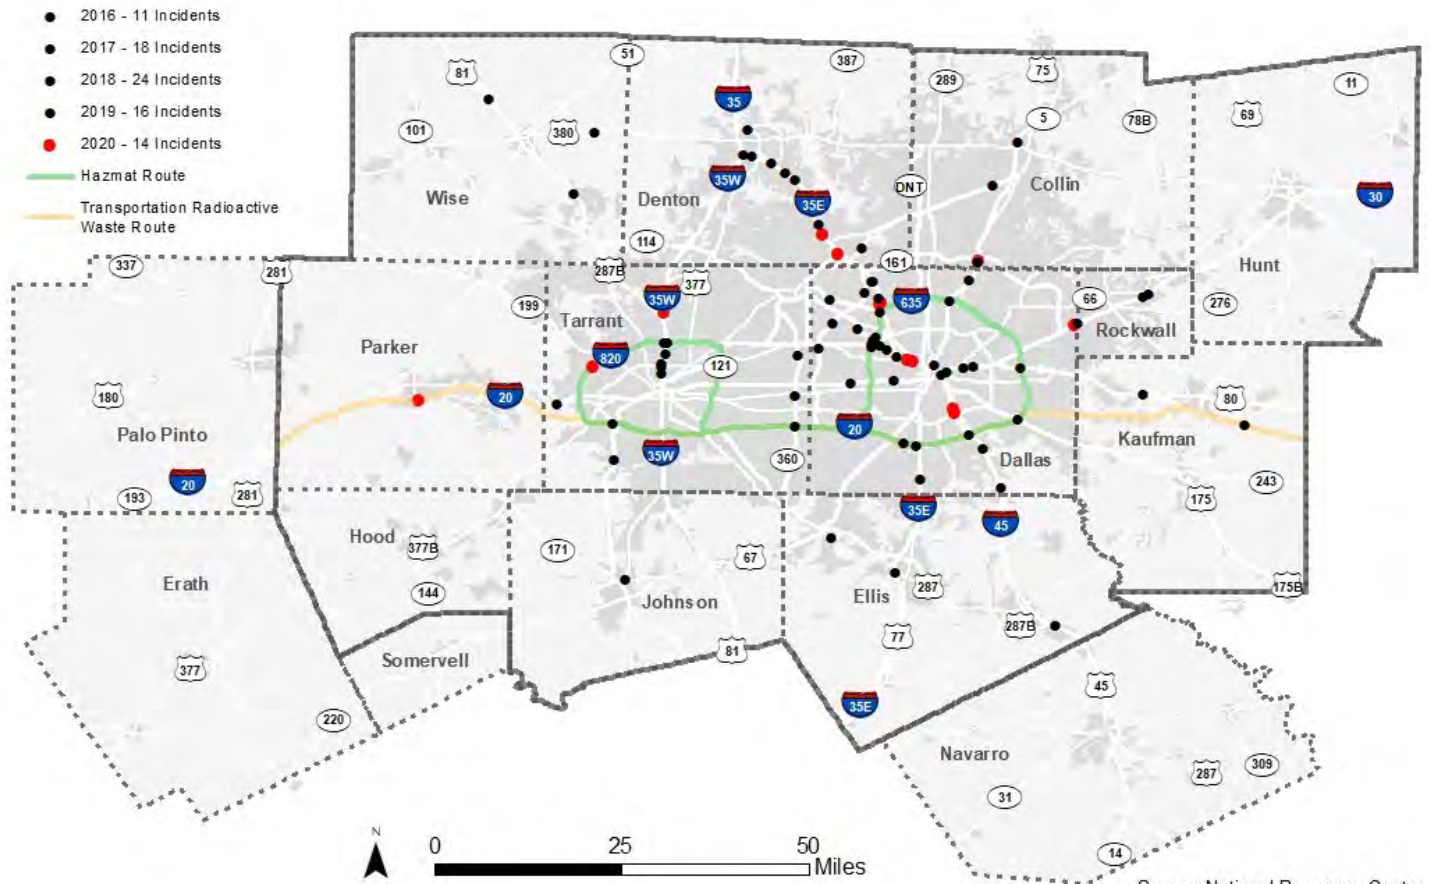 2016 - 11 Incidents
2017 - 18 Incidents
2018 - 24 Incidents
2019 - 16 Incidents
2020 - 14 Incidents
Hazmat Route
Transportation Radioactive
Waste Route
51
387
289
75
11
81
35
5
78B
69
101
380
35W
DNT
30
Wise
Denton
35E
Collin
114
161
Hunt
337
281
287B
377
35W
635
66
276
199
Tarrant
Rockwall
Parker
820
121
180
20
20
80
Palo Pinto
35W
360
Dallas
Kaufman
20
193
281
243
175
35E
45
Hood
377B
171
67
Erath
144
Johnson
Ellis
287
175B
287B
77
377
Somervell
81
45
220
35E
Navarro
287
309
31
14
N
0 25 50
Miles